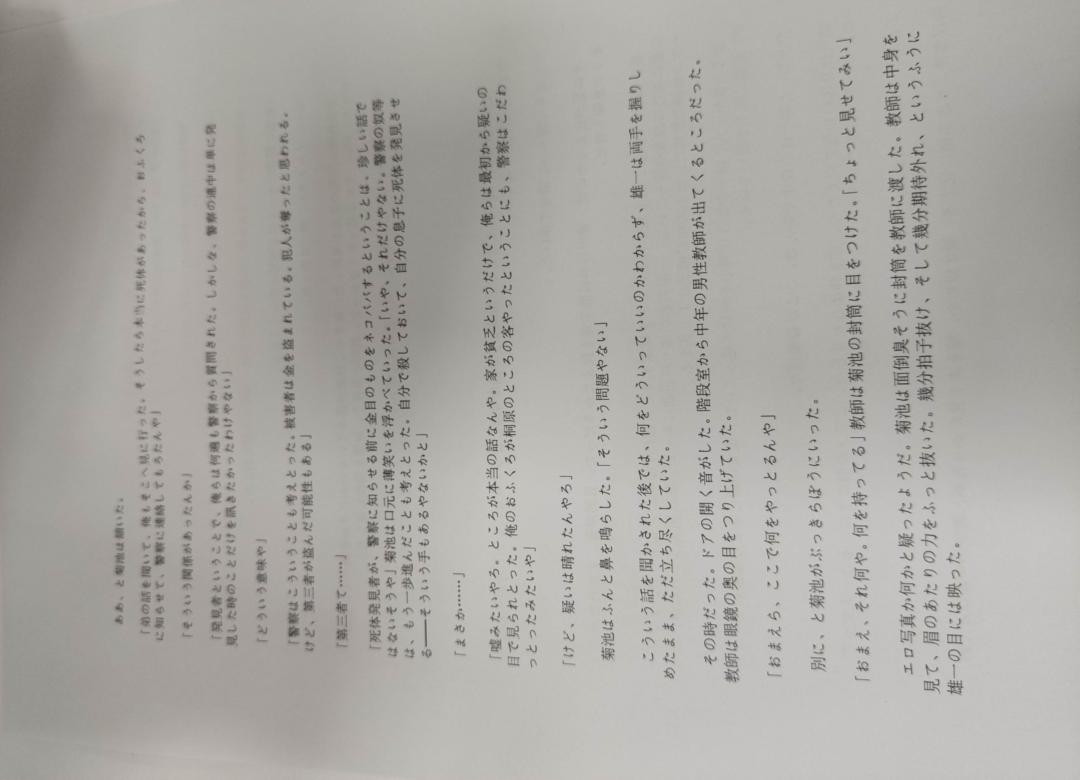 ああ、と菊池は頷いた。
「弟の話を聞いて、俺もそこへ見に行った。そうしたら本当に死体があったから、おふくろ
に知らせて、警察に連絡してもろたんや」
「そういう関係があったんか」
「発見者ということで、俺らは何遍も警察から質問された。しかしな、警察の連中は単に発
見した時のことだけを訊きたかったわけやない」
「どういう意味や」
「警察はこういうことも考えとった。被害者は金を盗まれている。犯人が奪ったと思われる。
けど、第三者が盗んだ可能性もある」
「第三者て……」
「死体発見者が、警察に知らせる前に金目のものをネコババするということは、珍しい話で
はないそうや」菊池は口元に薄笑いを浮かべていった。「いや、それだけやない。警察の奴等
は、もう一歩進んだことも考えとった。自分で殺しておいて、自分の息子に死体を発見させ
る――そういう手もあるやないかと」
「まさか……」
「嘘みたいやろ。ところが本当の話なんや。家が貧乏というだけで、俺らは最初から疑いの
目で見られとった。俺のおふくろが桐原のところの客やったということにも、警察はこだわ
っとったみたいや」
「けど、疑いは晴れたんやろ」
菊池はふんと鼻を鳴らした。「そういう問題やない」
こういう話を聞かされた後では、何をどういっていいのかわからず、雄一は両手を握りし
めたまま、ただ立ち尽くしていた。
その時だった。ドアの開く音がした。階段室から中年の男性教師が出てくるところだった。
教師は眼鏡の奥の目をつり上げていた。
「おまえら、ここで何をやっとるんや」
別に、と菊池がぶっきらぼうにいった。
「おまえ、それ何や。何を持ってる」教師は菊池の封筒に目をつけた。「ちょっと見せてみい」
エロ写真か何かと疑ったようだ。菊池は面倒臭そうに封筒を教師に渡した。教師は中身を
見て、眉のあたりの力をふっと抜いた。幾分拍子抜け、そして幾分期待外れ、というふうに
雄一の目には映った。